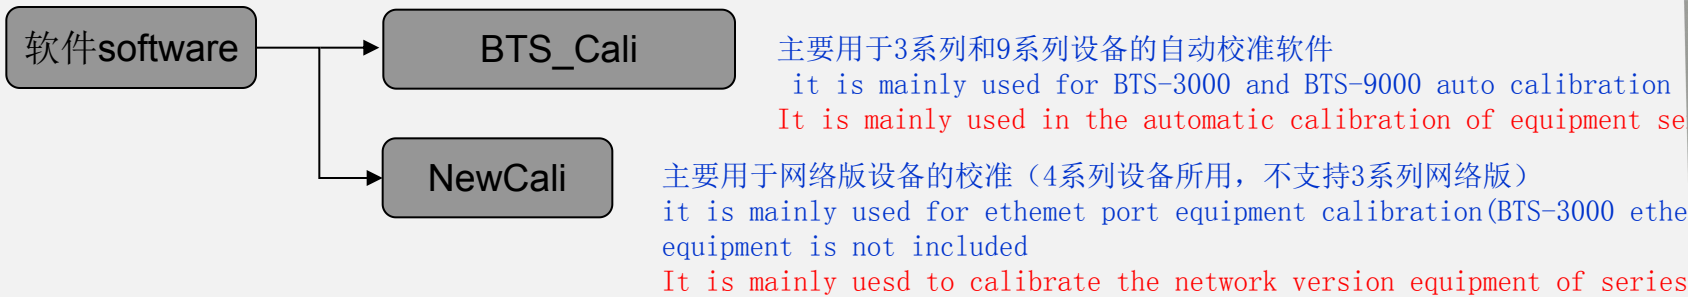 软件software
BTS_Cali
主要用于3系列和9系列设备的自动校准软件
it is mainly used for BTS-3000 and BTS-9000 auto calibration
It is mainly used in the automatic calibration of equipment se
NewCali
主要用于网络版设备的校准（4系列设备所用，不支持3系列网络版）
it is mainly used for ethemet port equipment calibration(BTS-3000 ethe
equipment is not included
It is mainly uesd to calibrate the network version equipment of series